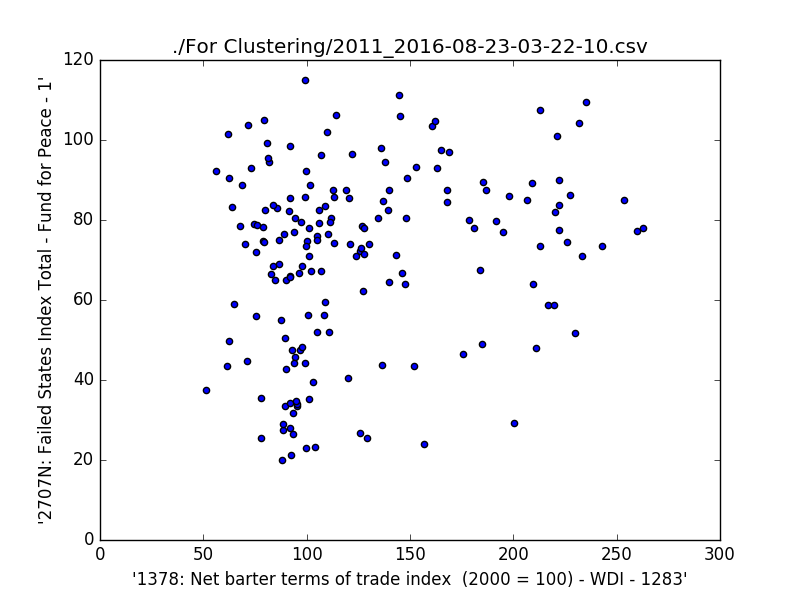 ./For Clustering/2011_2016-08-23-03-22-10.csv
120
100
80
60
40
20
0
'2707N: Failed States Index Total - Fund for Peace - 1'
0 50 100 150 200 250 300
'1378: Net barter terms of trade index  (2000 = 100) - WDI - 1283'